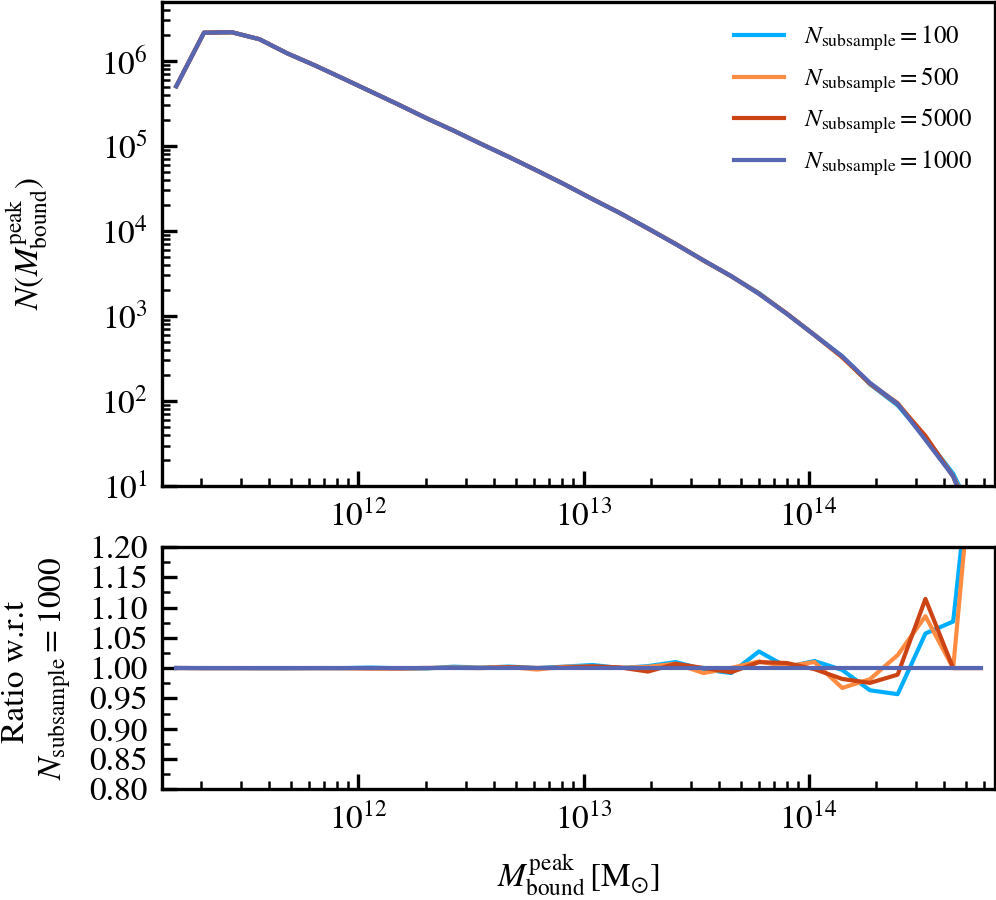 N_subsample = 100
N_subsample = 500
N_subsample = 5000
N_subsample = 1000
10^6
10^5
10^4
10^3
10^2
10^1
N(M_bound^peak)
10^12 10^13 10^14
1.20
1.15
1.10
1.05
1.00
0.95
0.90
0.85
0.80
Ratio w.r.t
N_subsample = 1000
10^12 10^13 10^14
M_bound^peak [M_⊙]